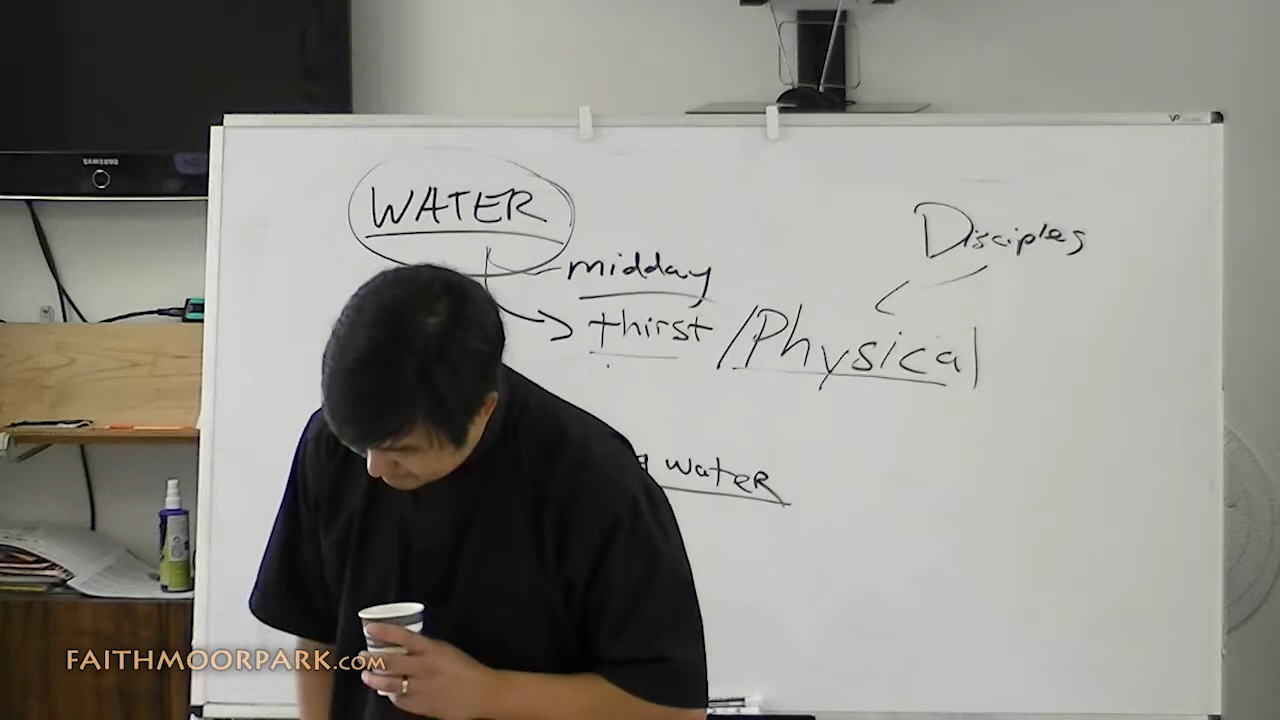 WATER
Disciples
midday
thirst /Physical
water
FAITHMOORPARK.COM
SAMSUNG